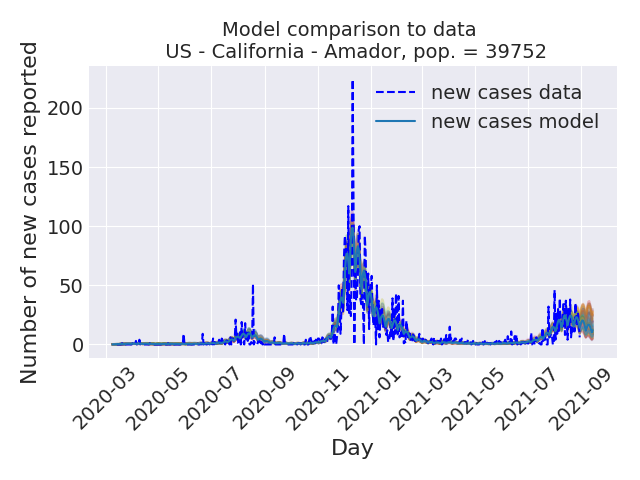 Model comparison to data
US - California - Amador, pop. = 39752
Number of new cases reported
200
150
100
50
0
new cases data
new cases model
2020-03
2020-05
2020-07
2020-09
2020-11
2021-01
2021-03
2021-05
2021-07
2021-09
Day